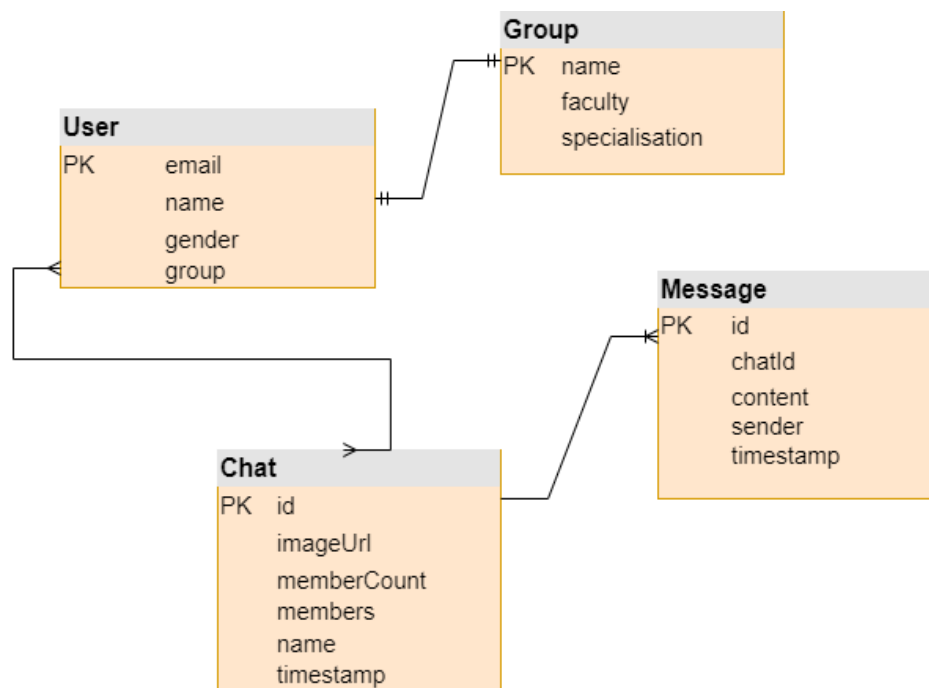 Group
PK name
faculty
specialisation
User
PK email
name
gender
group
Message
PK id
chatId
content
sender
timestamp
Chat
PK id
imageUrl
memberCount
members
name
timestamp